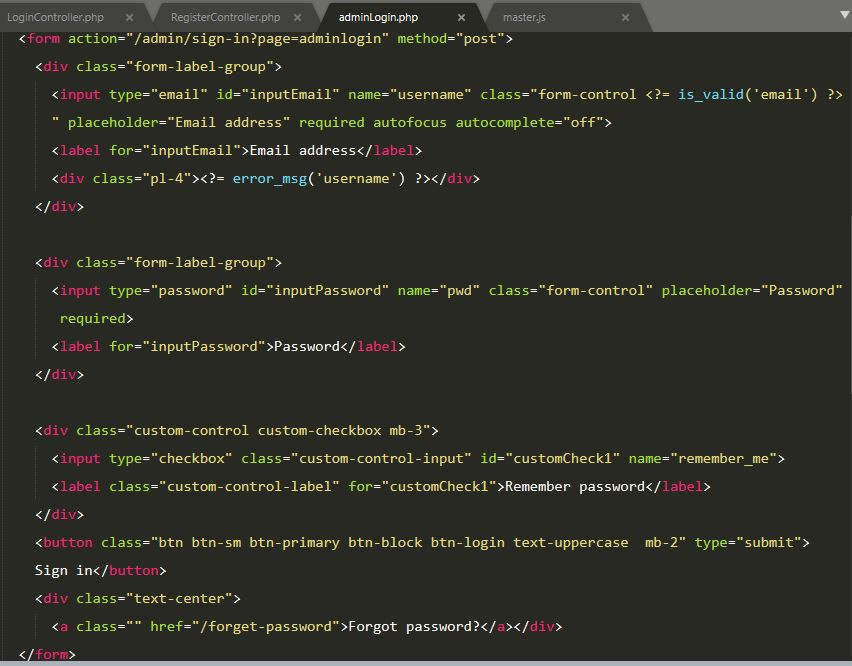 LoginController.php × RegisterController.php × adminLogin.php × master.js ×
<form action="/admin/sign-in?page=adminlogin" method="post">
<div class="form-label-group">
<input type="email" id="inputEmail" name="username" class="form-control <?= is_valid('email') ?>
" placeholder="Email address" required autofocus autocomplete="off">
<label for="inputEmail">Email address</label>
<div class="pl-4"><?= error_msg('username') ?></div>
</div>
<div class="form-label-group">
<input type="password" id="inputPassword" name="pwd" class="form-control" placeholder="Password"
required>
<label for="inputPassword">Password</label>
</div>
<div class="custom-control custom-checkbox mb-3">
<input type="checkbox" class="custom-control-input" id="customCheck1" name="remember_me">
<label class="custom-control-label" for="customCheck1">Remember password</label>
</div>
<button class="btn btn-sm btn-primary btn-block btn-login text-uppercase  mb-2" type="submit">
Sign in</button>
<div class="text-center">
<a class="" href="/forget-password">Forgot password?</a></div>
</form>